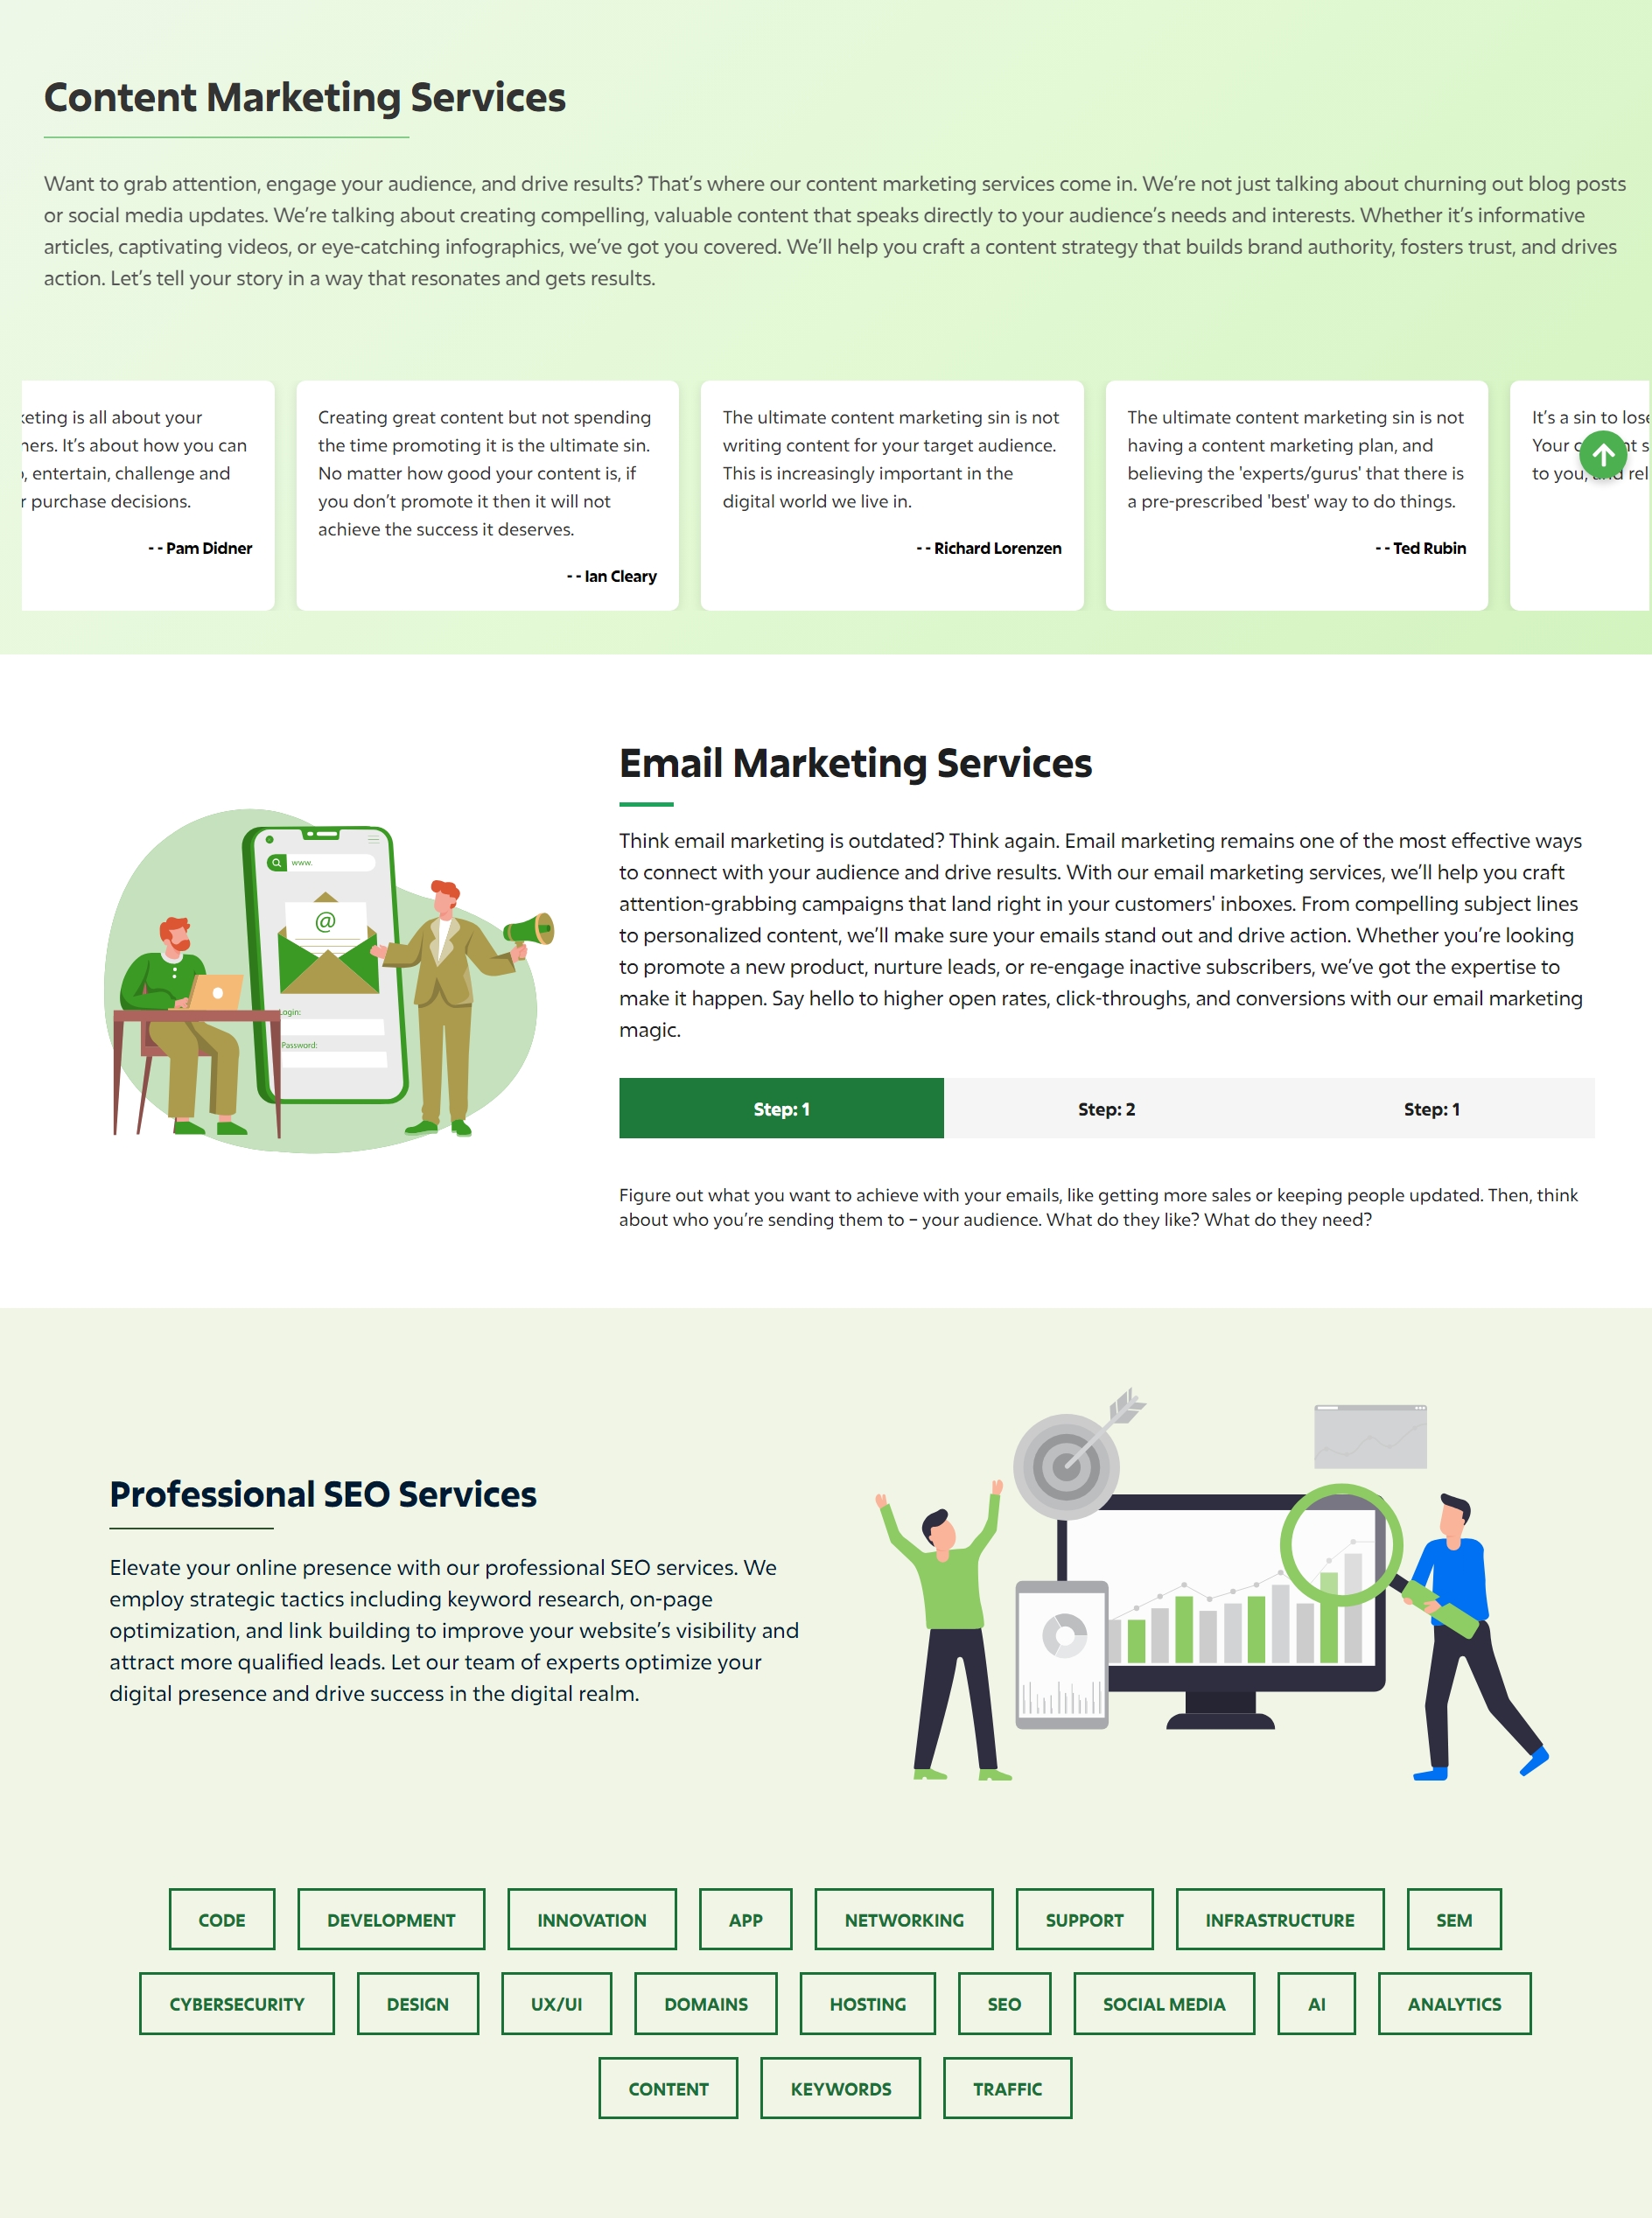 Content Marketing Services
Want to grab attention, engage your audience, and drive results? That's where our content marketing services come in. We're not just talking about churning out blog posts
or social media updates. We're talking about creating compelling, valuable content that speaks directly to your audience's needs and interests. Whether it's informative
articles, captivating videos, or eye-catching infographics, we've got you covered. We'll help you craft a content strategy that builds brand authority, fosters trust, and drives
action. Let's tell your story in a way that resonates and gets results.
is all about your
It's about how you can
entertain, challenge and
purchase decisions.
- - Pam Didner
Creating great content but not spending
the time promoting it is the ultimate sin.
No matter how good your content is, if
you don't promote it then it will not
achieve the success it deserves.
- - Ian Cleary
The ultimate content marketing sin is not
writing content for your target audience.
This is increasingly important in the
digital world we live in.
- - Richard Lorenzen
The ultimate content marketing sin is not
having a content marketing plan, and
believing the 'experts/gurus' that there is
a pre-prescribed 'best' way to do things.
- - Ted Rubin
It's a sin to lose
Your
to you,
Email Marketing Services
Think email marketing is outdated? Think again. Email marketing remains one of the most effective ways
to connect with your audience and drive results. With our email marketing services, we'll help you craft
attention-grabbing campaigns that land right in your customers' inboxes. From compelling subject lines
to personalized content, we'll make sure your emails stand out and drive action. Whether you're looking
to promote a new product, nurture leads, or re-engage inactive subscribers, we've got the expertise to
make it happen. Say hello to higher open rates, click-throughs, and conversions with our email marketing
magic.
www.
@
Login:
Password:
Step: 1
Step: 2
Step: 1
Figure out what you want to achieve with your emails, like getting more sales or keeping people updated. Then, think
about who you're sending them to – your audience. What do they like? What do they need?
Professional SEO Services
Elevate your online presence with our professional SEO services. We
employ strategic tactics including keyword research, on-page
optimization, and link building to improve your website's visibility and
attract more qualified leads. Let our team of experts optimize your
digital presence and drive success in the digital realm.
CODE
DEVELOPMENT
INNOVATION
APP
NETWORKING
SUPPORT
INFRASTRUCTURE
SEM
CYBERSECURITY
DESIGN
UX/UI
DOMAINS
HOSTING
SEO
SOCIAL MEDIA
AI
ANALYTICS
CONTENT
KEYWORDS
TRAFFIC